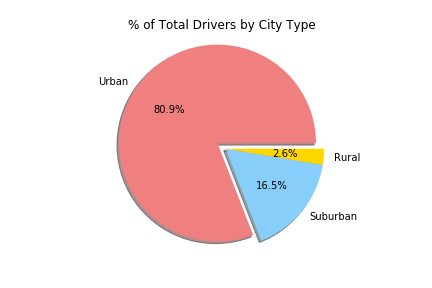 % of Total Drivers by City Type
Urban
80.9%
2.6%
Rural
16.5%
Suburban